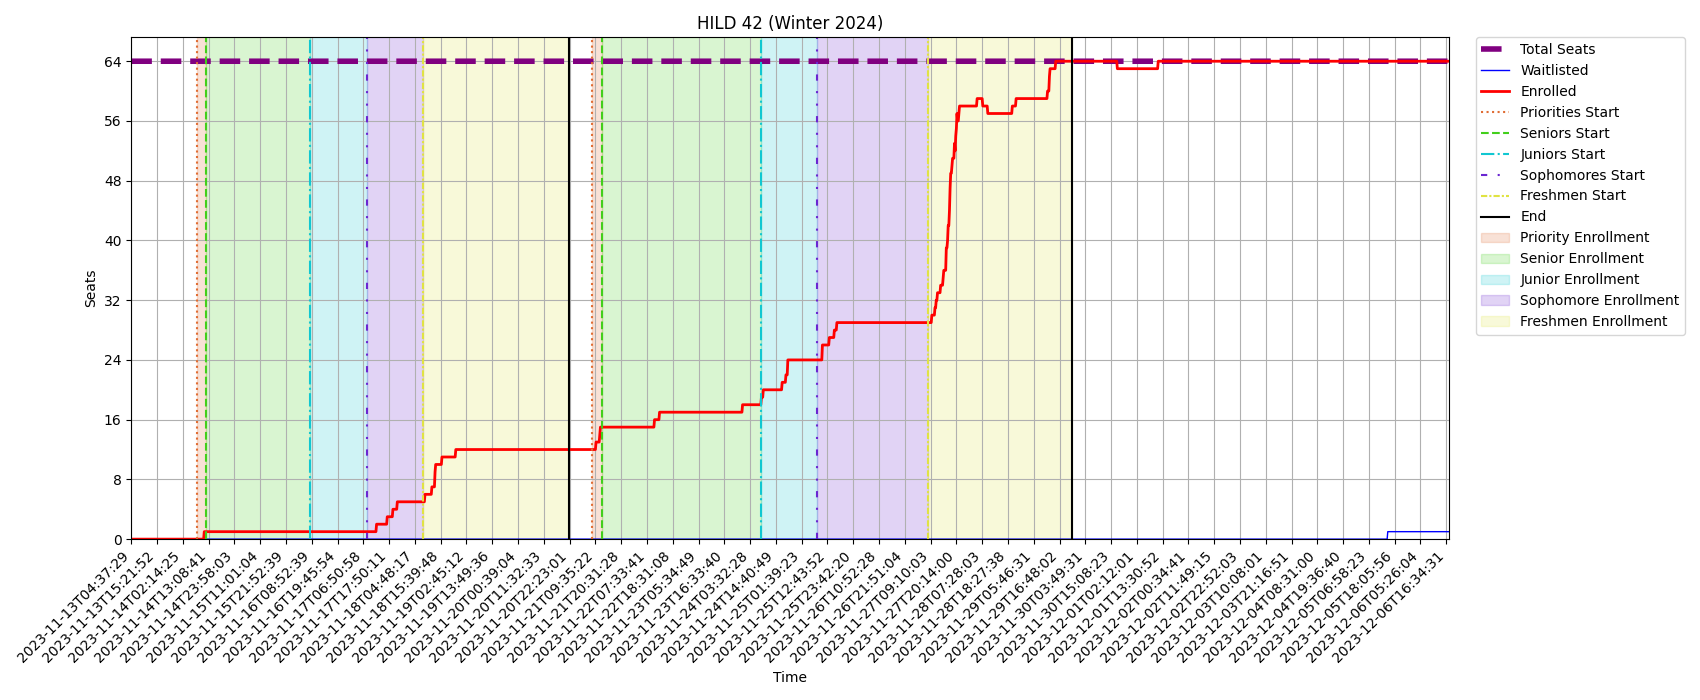 HILD 42 (Winter 2024)
64
56
48
40
32
24
16
8
0
Seats
2023-11-13T04:37:29
2023-11-13T15:21:52
2023-11-14T02:14:25
2023-11-14T13:08:41
2023-11-14T23:58:03
2023-11-15T11:01:04
2023-11-15T21:52:39
2023-11-16T08:52:39
2023-11-16T19:45:54
2023-11-17T06:50:58
2023-11-17T17:50:11
2023-11-18T04:48:17
2023-11-18T15:39:48
2023-11-19T02:45:12
2023-11-19T13:49:36
2023-11-20T00:39:04
2023-11-20T11:32:33
2023-11-20T22:23:01
2023-11-21T09:35:22
2023-11-21T20:31:28
2023-11-22T07:33:41
2023-11-22T18:31:08
2023-11-23T05:34:49
2023-11-23T16:33:40
2023-11-24T03:32:28
2023-11-24T14:40:49
2023-11-25T01:39:23
2023-11-25T12:43:52
2023-11-25T23:42:20
2023-11-26T10:52:28
2023-11-26T21:51:04
2023-11-27T09:10:03
2023-11-27T20:14:00
2023-11-28T07:28:03
2023-11-28T18:27:38
2023-11-29T05:46:31
2023-11-29T16:48:02
2023-11-30T03:49:31
2023-11-30T15:08:23
2023-12-01T02:12:01
2023-12-01T13:30:52
2023-12-02T00:34:41
2023-12-02T11:49:15
2023-12-02T22:52:03
2023-12-03T10:08:01
2023-12-03T21:16:51
2023-12-04T08:31:00
2023-12-04T19:36:40
2023-12-05T06:58:23
2023-12-05T18:05:56
2023-12-06T05:26:04
2023-12-06T16:34:31
Time
Total Seats
Waitlisted
Enrolled
Priorities Start
Seniors Start
Juniors Start
Sophomores Start
Freshmen Start
End
Priority Enrollment
Senior Enrollment
Junior Enrollment
Sophomore Enrollment
Freshmen Enrollment